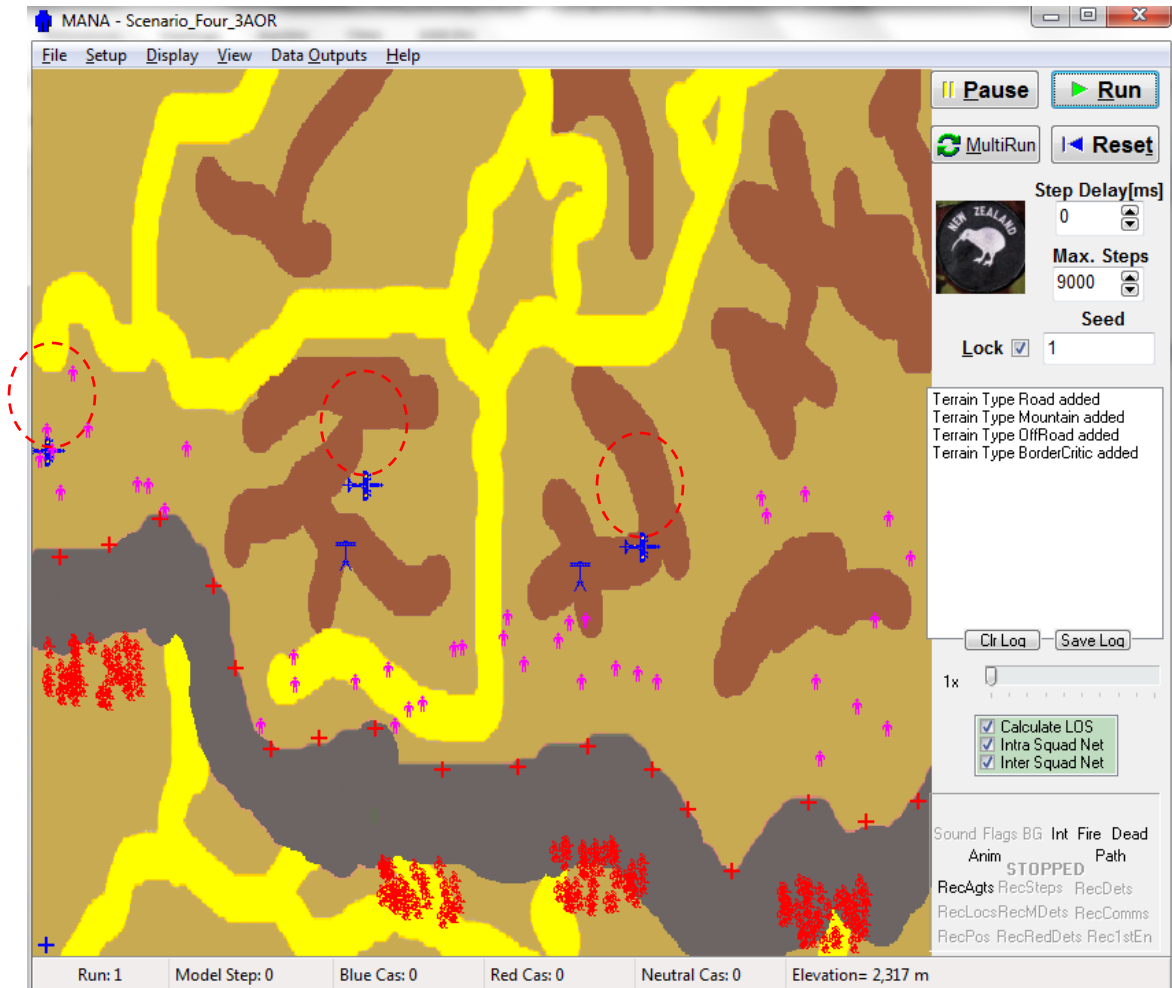 MANA - Scenario_Four_3AOR
File Setup Display View Data Outputs Help
Pause Run
MultiRun Reset
Step Delay[ms]
0
NEW ZEALAND
Max. Steps
9000
Seed
Lock 1
Terrain Type Road added
Terrain Type Mountain added
Terrain Type OffRoad added
Terrain Type BorderCritic added
Clr Log Save Log
1x
Calculate LOS
Intra Squad Net
Inter Squad Net
Sound Flags BG Int Fire Dead
Anim Path
STOPPED
RecAgts RecSteps RecDets
RecLocsRecMDets RecComms
RecPos RecRedDets Rec1stEn
Run: 1 Model Step: 0 Blue Cas: 0 Red Cas: 0 Neutral Cas: 0 Elevation= 2,317 m